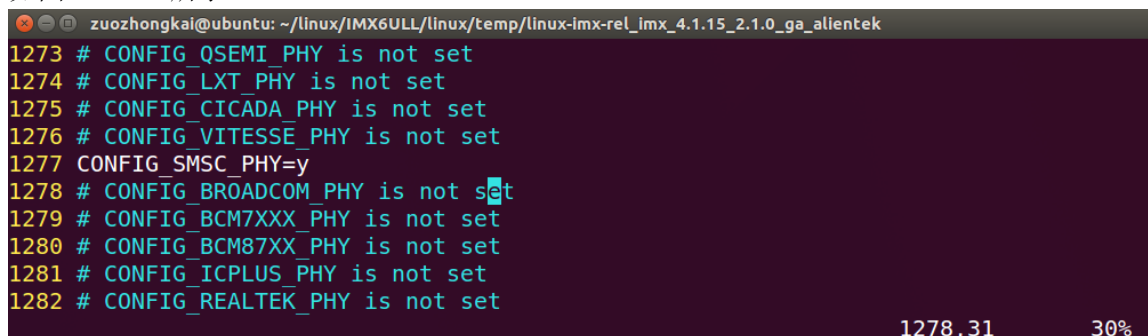 zuozhongkai@ubuntu: ~/linux/IMX6ULL/linux/temp/linux-imx-rel_imx_4.1.15_2.1.0_ga_alientek
1273 # CONFIG_QSEMI_PHY is not set
1274 # CONFIG_LXT_PHY is not set
1275 # CONFIG_CICADA_PHY is not set
1276 # CONFIG_VITESSE_PHY is not set
1277 CONFIG_SMSC_PHY=y
1278 # CONFIG_BROADCOM_PHY is not set
1279 # CONFIG_BCM7XXX_PHY is not set
1280 # CONFIG_BCM87XX_PHY is not set
1281 # CONFIG_ICPLUS_PHY is not set
1282 # CONFIG_REALTEK_PHY is not set
1278,31 30%